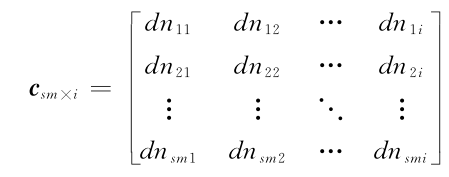 𝒄_{sm×i} = [ dn_{11} dn_{12} ⋯ dn_{1i}
dn_{21} dn_{22} ⋯ dn_{2i}
⋮ ⋮ ⋱ ⋮
dn_{sm1} dn_{sm2} ⋯ dn_{smi} ]